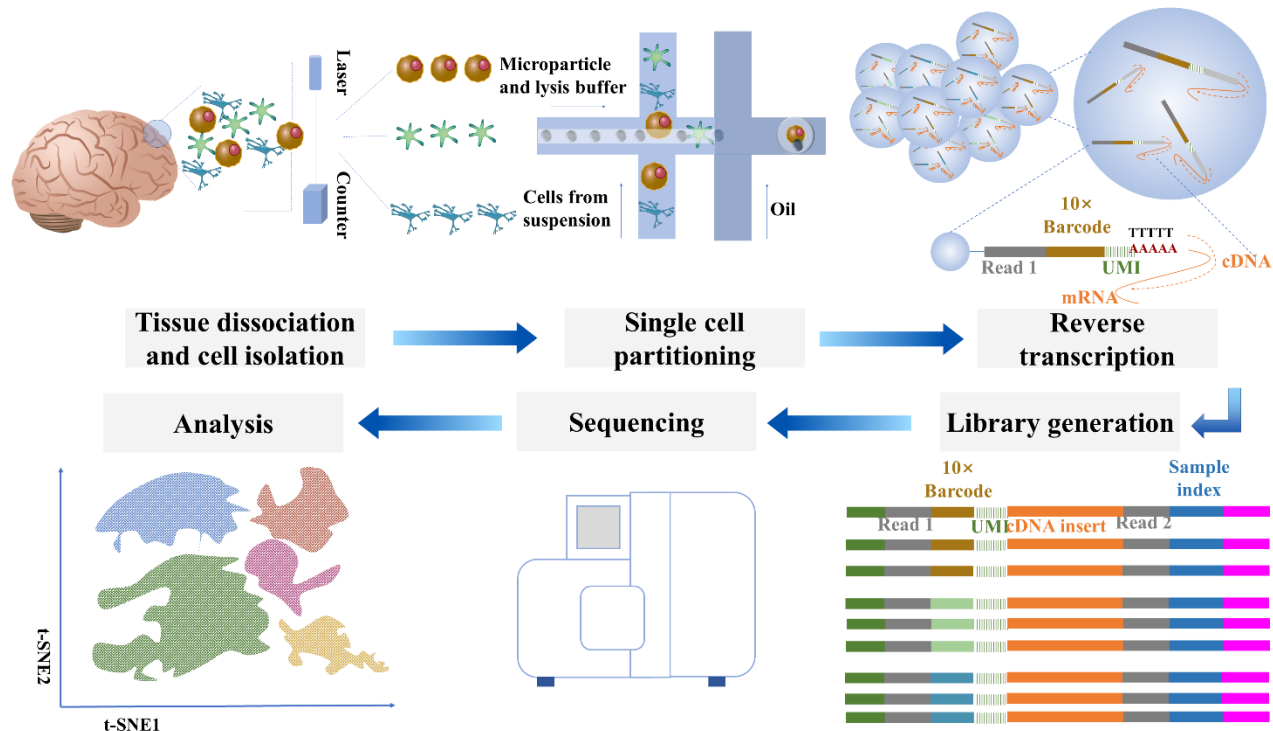 Laser
Counter
Microparticle
and lysis buffer
Cells from
suspension
Oil
10×
Barcode
TTTTT
AAAAA
Read 1
UMI
cDNA
mRNA
Tissue dissociation
and cell isolation
Single cell
partitioning
Reverse
transcription
Analysis
Sequencing
Library generation
t-SNE2
t-SNE1
10×
Barcode
Sample
index
Read 1
UMI
cDNA insert
Read 2